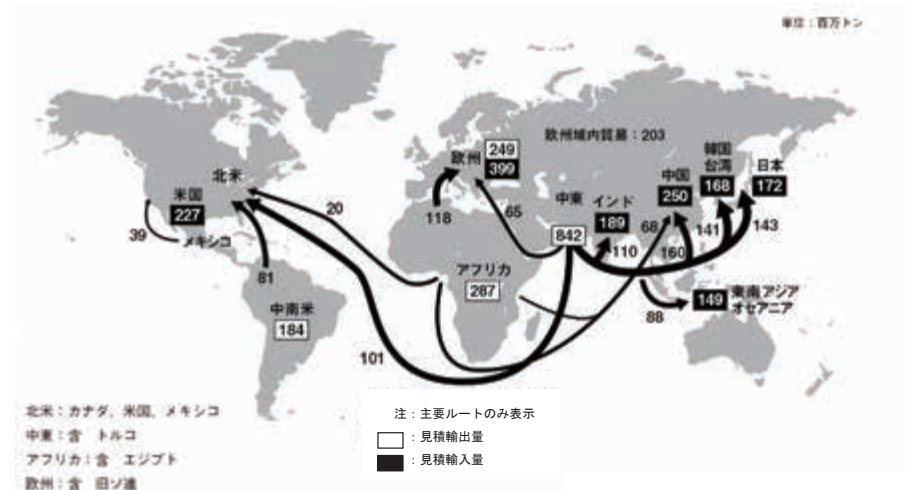 単位：百万トン
欧州域内貿易：203
北米
米国
227
39
メキシコ
81
中南米
184
20
101
欧州
249
399
118
65
アフリカ
287
中東
842
インド
189
110
68
中国
250
160
韓国
台湾
168
141
日本
172
143
88
149
東南アジア
オセアニア
北米：カナダ、米国、メキシコ
中東：含　トルコ
アフリカ：含　エジプト
欧州：含　旧ソ連
注：主要ルートのみ表示
：見積輸出量
：見積輸入量